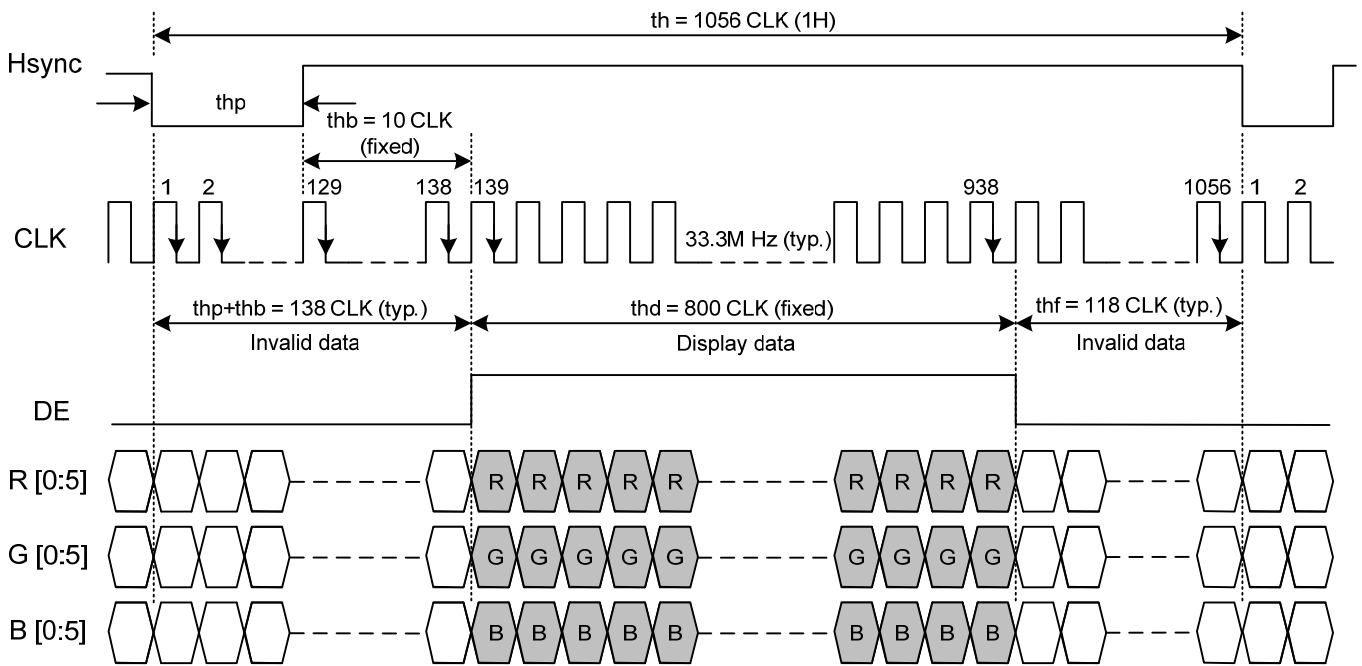 th = 1056 CLK (1H)
Hsync
thp
thb = 10 CLK
(fixed)
1 2 129 138 139 938 1056 1 2
CLK
33.3M Hz (typ.)
thp+thb = 138 CLK (typ.) thd = 800 CLK (fixed) thf = 118 CLK (typ.)
Invalid data Display data Invalid data
DE
R [0:5] R R R R R R R R R
G [0:5] G G G G G G G G G
B [0:5] B B B B B B B B B